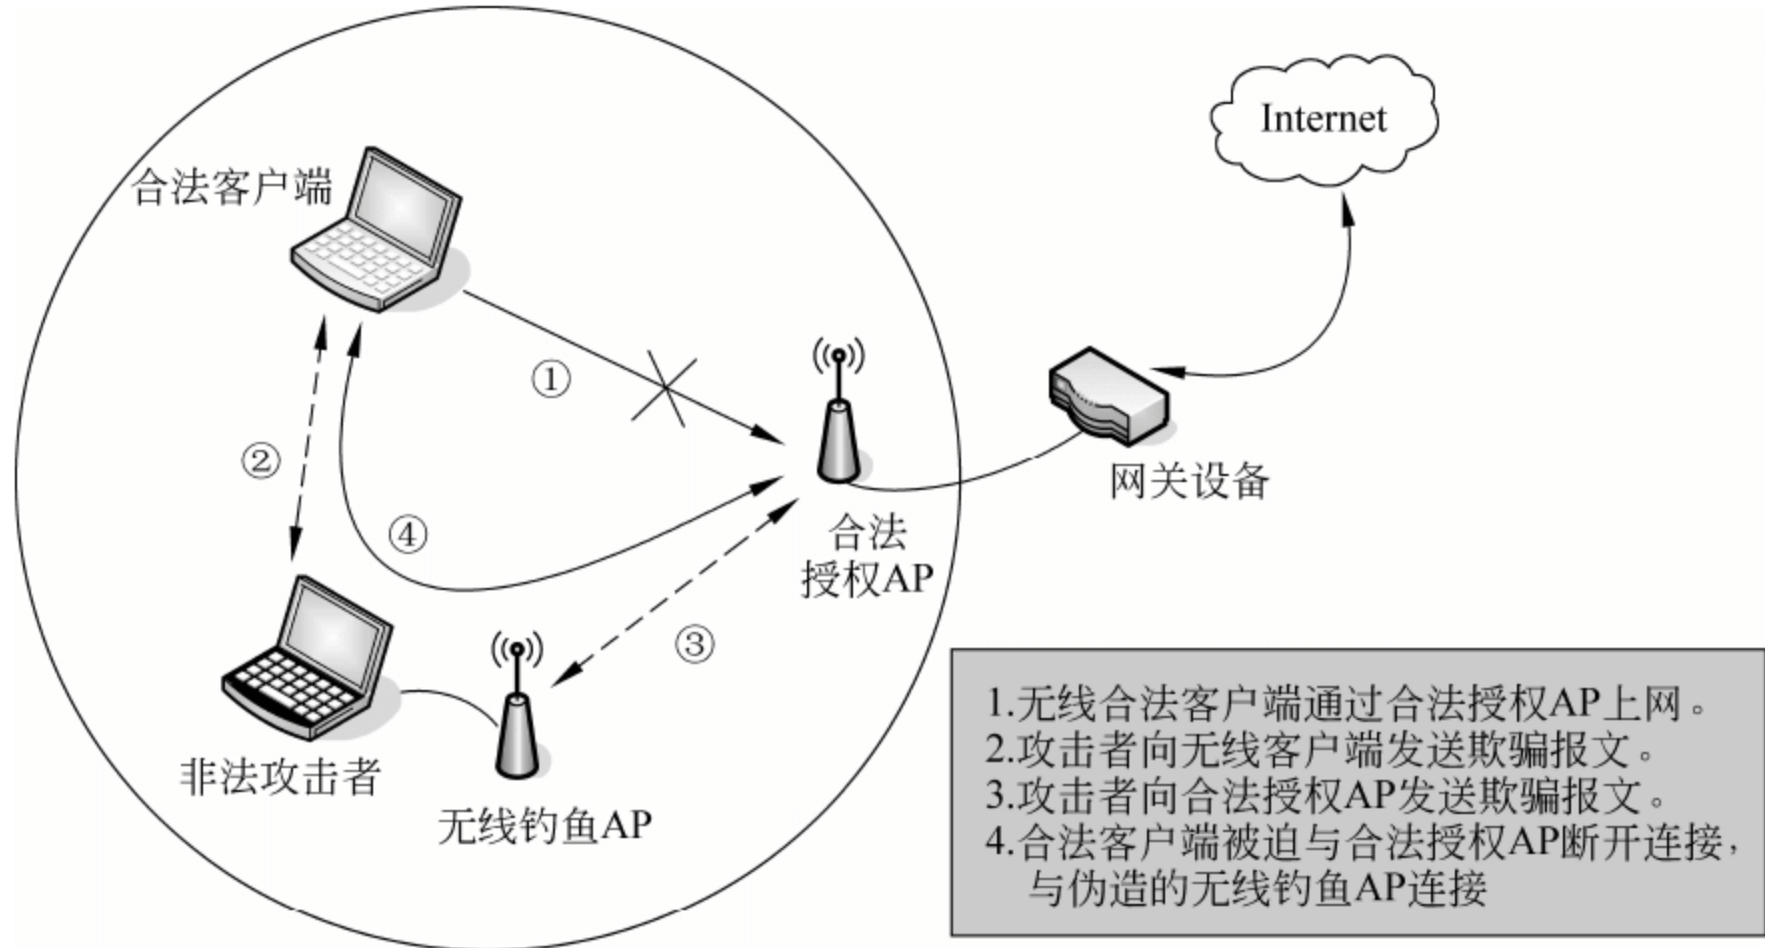 Internet
合法客户端
①
②
网关设备
④
合法
授权AP
③
1.无线合法客户端通过合法授权AP上网。
2.攻击者向无线客户端发送欺骗报文。
3.攻击者向合法授权AP发送欺骗报文。
4.合法客户端被迫与合法授权AP断开连接，
与伪造的无线钓鱼AP连接
非法攻击者
无线钓鱼AP